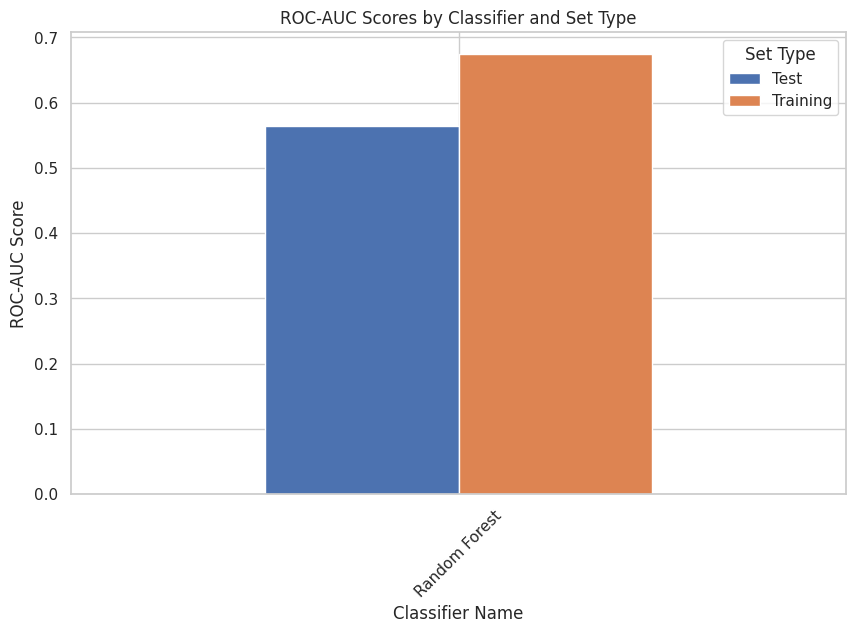 ROC-AUC Scores by Classifier and Set Type
Set Type
Test
Training
ROC-AUC Score
0.7
0.6
0.5
0.4
0.3
0.2
0.1
0.0
Random Forest
Classifier Name